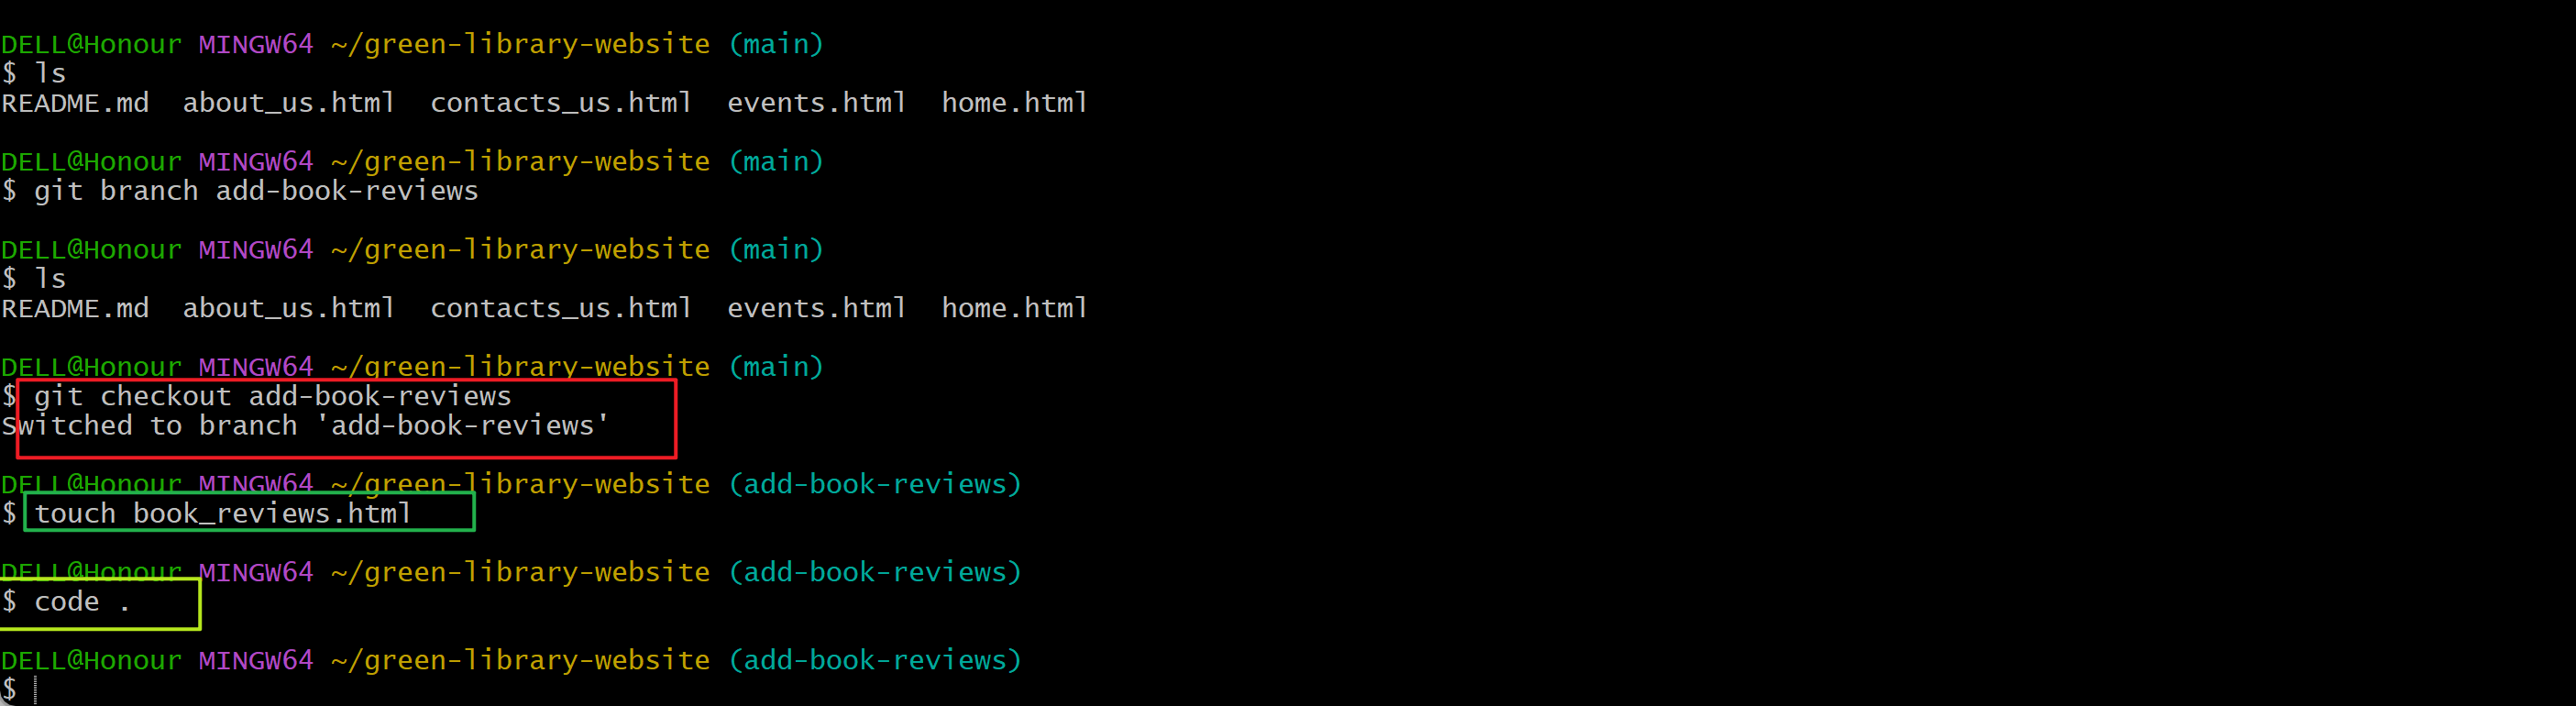 DELL@Honour MINGW64 ~/green-library-website (main)
$ ls
README.md  about_us.html  contacts_us.html  events.html  home.html
DELL@Honour MINGW64 ~/green-library-website (main)
$ git branch add-book-reviews
DELL@Honour MINGW64 ~/green-library-website (main)
$ ls
README.md  about_us.html  contacts_us.html  events.html  home.html
DELL@Honour MINGW64 ~/green-library-website (main)
$ git checkout add-book-reviews
Switched to branch 'add-book-reviews'
DELL@Honour MINGW64 ~/green-library-website (add-book-reviews)
$ touch book_reviews.html
DELL@Honour MINGW64 ~/green-library-website (add-book-reviews)
$ code .
DELL@Honour MINGW64 ~/green-library-website (add-book-reviews)
$